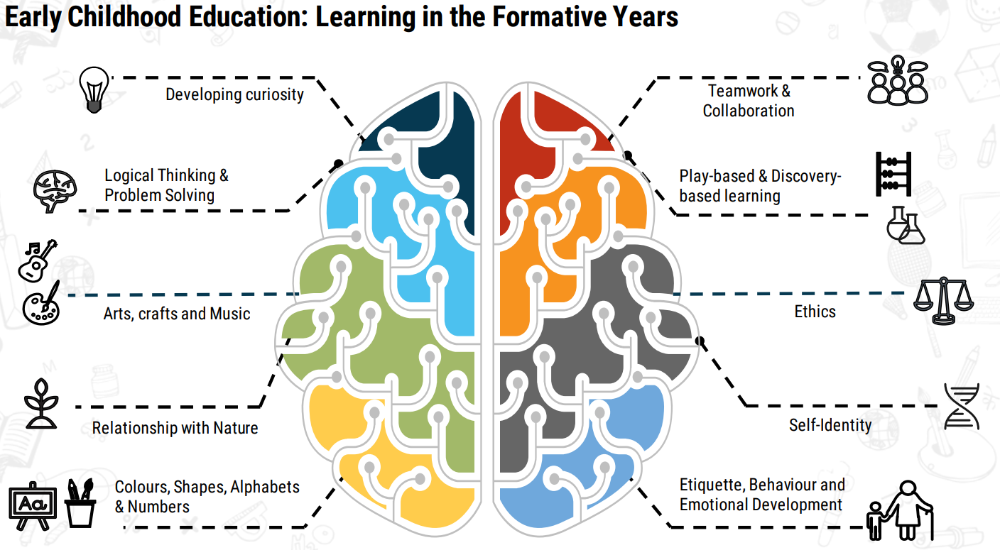 Early Childhood Education: Learning in the Formative Years
Developing curiosity
Logical Thinking &
Problem Solving
Arts, crafts and Music
Relationship with Nature
Aa
Colours, Shapes, Alphabets
& Numbers
Teamwork &
Collaboration
Play-based & Discovery-
based learning
Ethics
Self-Identity
Etiquette, Behaviour and
Emotional Development